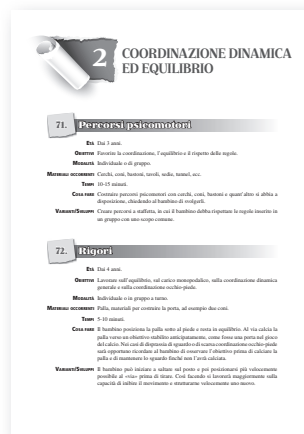 2
COORDINAZIONE DINAMICA
ED EQUILIBRIO
71. Percorsi psicomotori
ETÀ Dai 3 anni.
OBIETTIVI Favorire la coordinazione, l'equilibrio e il rispetto delle regole.
MODALITÀ Individuale o di gruppo.
MATERIALI OCCORRENTI Cerchi, coni, bastoni, tavoli, sedie, tunnel, ecc.
TEMPI 10-15 minuti.
COSA FARE Costruire percorsi psicomotori con cerchi, coni, bastoni e quant'altro si abbia a
disposizione, chiedendo al bambino di svolgerli.
VARIANTI/SVILUPPI Creare percorsi a staffetta, in cui il bambino debba rispettare le regole inserito in
un gruppo con uno scopo comune.
72. Rigori
ETÀ Dai 4 anni.
OBIETTIVI Lavorare sull'equilibrio, sul carico monopodalico, sulla coordinazione dinamica
generale e sulla coordinazione occhio-piede.
MODALITÀ Individuale o in gruppo a turno.
MATERIALI OCCORRENTI Palla, materiali per costruire la porta, ad esempio due coni.
TEMPI 5-10 minuti.
COSA FARE Il bambino posiziona la palla sotto al piede e resta in equilibrio. Al via calcia la
palla verso un obiettivo stabilito anticipatamente, come fosse una porta nel gioco
del calcio. Nei casi di disprassia di sguardo o di scarsa coordinazione occhio-piede
sarà opportuno ricordare al bambino di osservare l'obiettivo prima di calciare la
palla e di mantenere lo sguardo finché non l'avrà calciata.
VARIANTI/SVILUPPI Il bambino può iniziare a saltare sul posto e poi posizionarsi più velocemente
possibile al «via» prima di tirare. Così facendo si lavorerà maggiormente sulla
capacità di inibire il movimento e strutturarne velocemente uno nuovo.